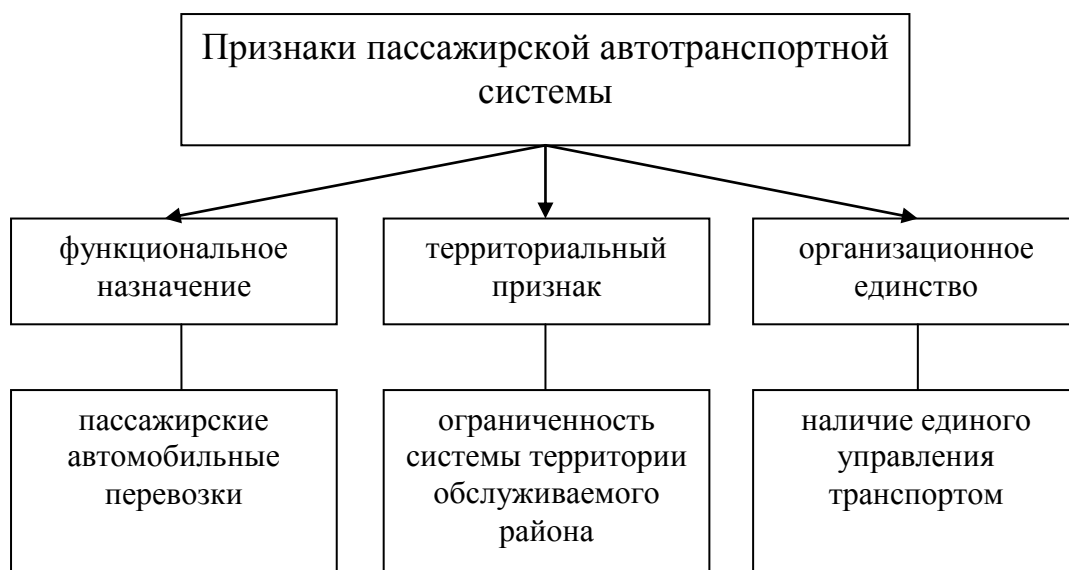 Признаки пассажирской автотранспортной
системы
функциональное
назначение
территориальный
признак
организационное
единство
пассажирские
автомобильные
перевозки
ограниченность
системы территории
обслуживаемого
района
наличие единого
управления
транспортом